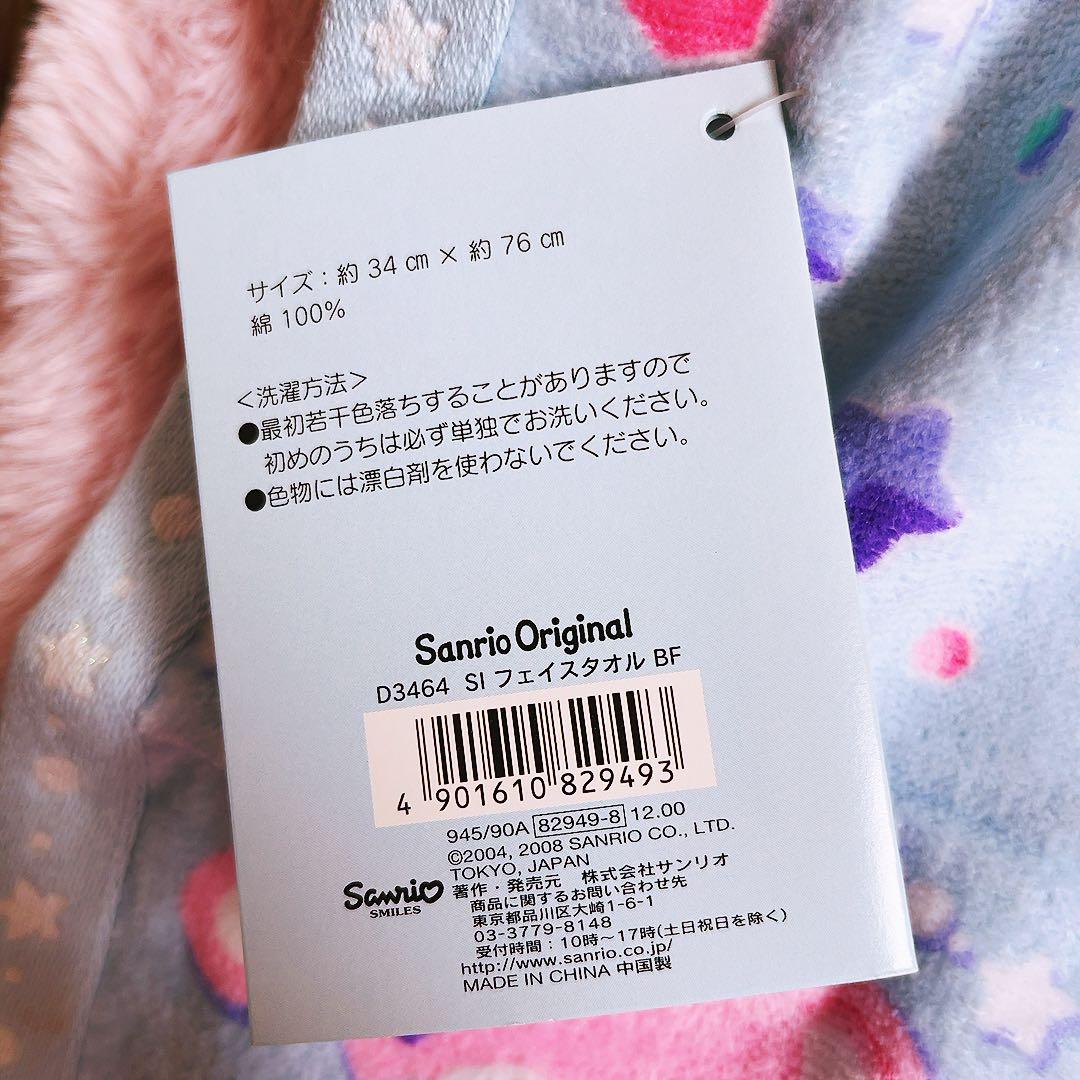 サイズ：約 34 ㎝ × 約 76 ㎝
綿 100％
＜洗濯方法＞
●最初若干色落ちすることがありますので
初めのうちは必ず単独でお洗いください。
●色物には漂白剤を使わないでください。
Sanrio Original
D3464 SI フェイスタオル BF
4 901610 829493
945/90A 82949-8 12.00
©2004, 2008 SANRIO CO., LTD.
TOKYO, JAPAN
Sanrio
SMILES
著作・発売元 株式会社サンリオ
商品に関するお問い合わせ先
東京都品川区大崎1-6-1
03-3779-8148
受付時間：10時～17時(土日祝日を除く)
http://www.sanrio.co.jp/
MADE IN CHINA 中国製